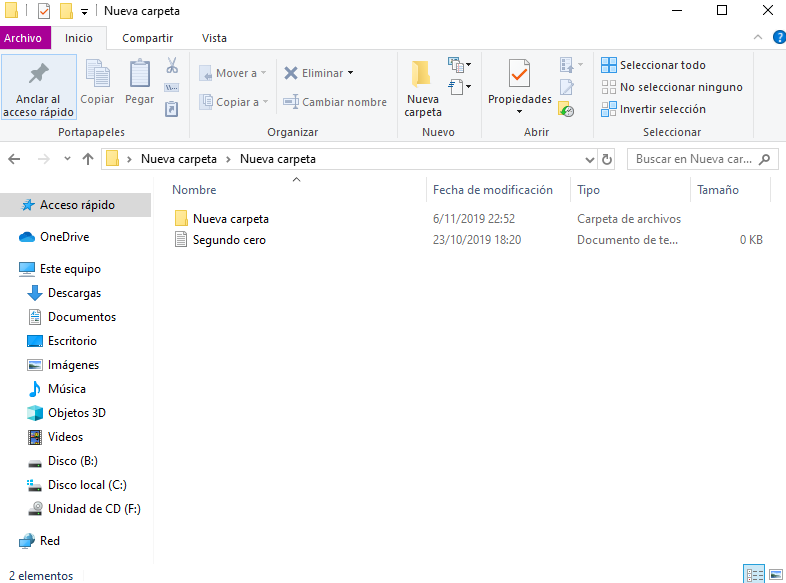 Nueva carpeta
Archivo Inicio Compartir Vista
Anclar al acceso rápido
Copiar
Pegar
Portapapeles
Mover a
Copiar a
Eliminar
Cambiar nombre
Organizar
Nueva carpeta
Nuevo
Propiedades
Abrir
Seleccionar todo
No seleccionar ninguno
Invertir selección
Seleccionar
Nueva carpeta › Nueva carpeta
Buscar en Nueva car...
Nombre Fecha de modificación Tipo Tamaño
Nueva carpeta 6/11/2019 22:52 Carpeta de archivos
Segundo cero 23/10/2019 18:20 Documento de te... 0 KB
Acceso rápido
OneDrive
Este equipo
Descargas
Documentos
Escritorio
Imágenes
Música
Objetos 3D
Videos
Disco (B:)
Disco local (C:)
Unidad de CD (F:)
Red
2 elementos